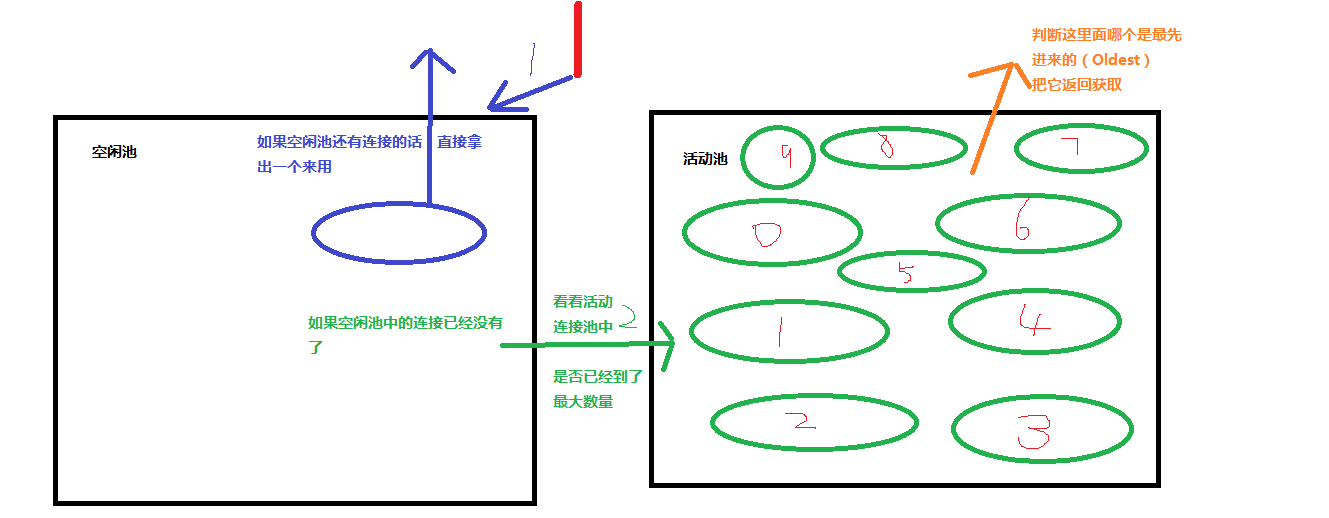 判断这里面哪个是最先
进来的（Oldest）
把它返回获取
1
空闲池
如果空闲池还有连接的话 直接拿
出一个来用
如果空闲池中的连接已经没有
了
看看活动
连接池中
2
是否已经到了
最大数量
活动池
9
8
7
0
6
5
1
4
2
3